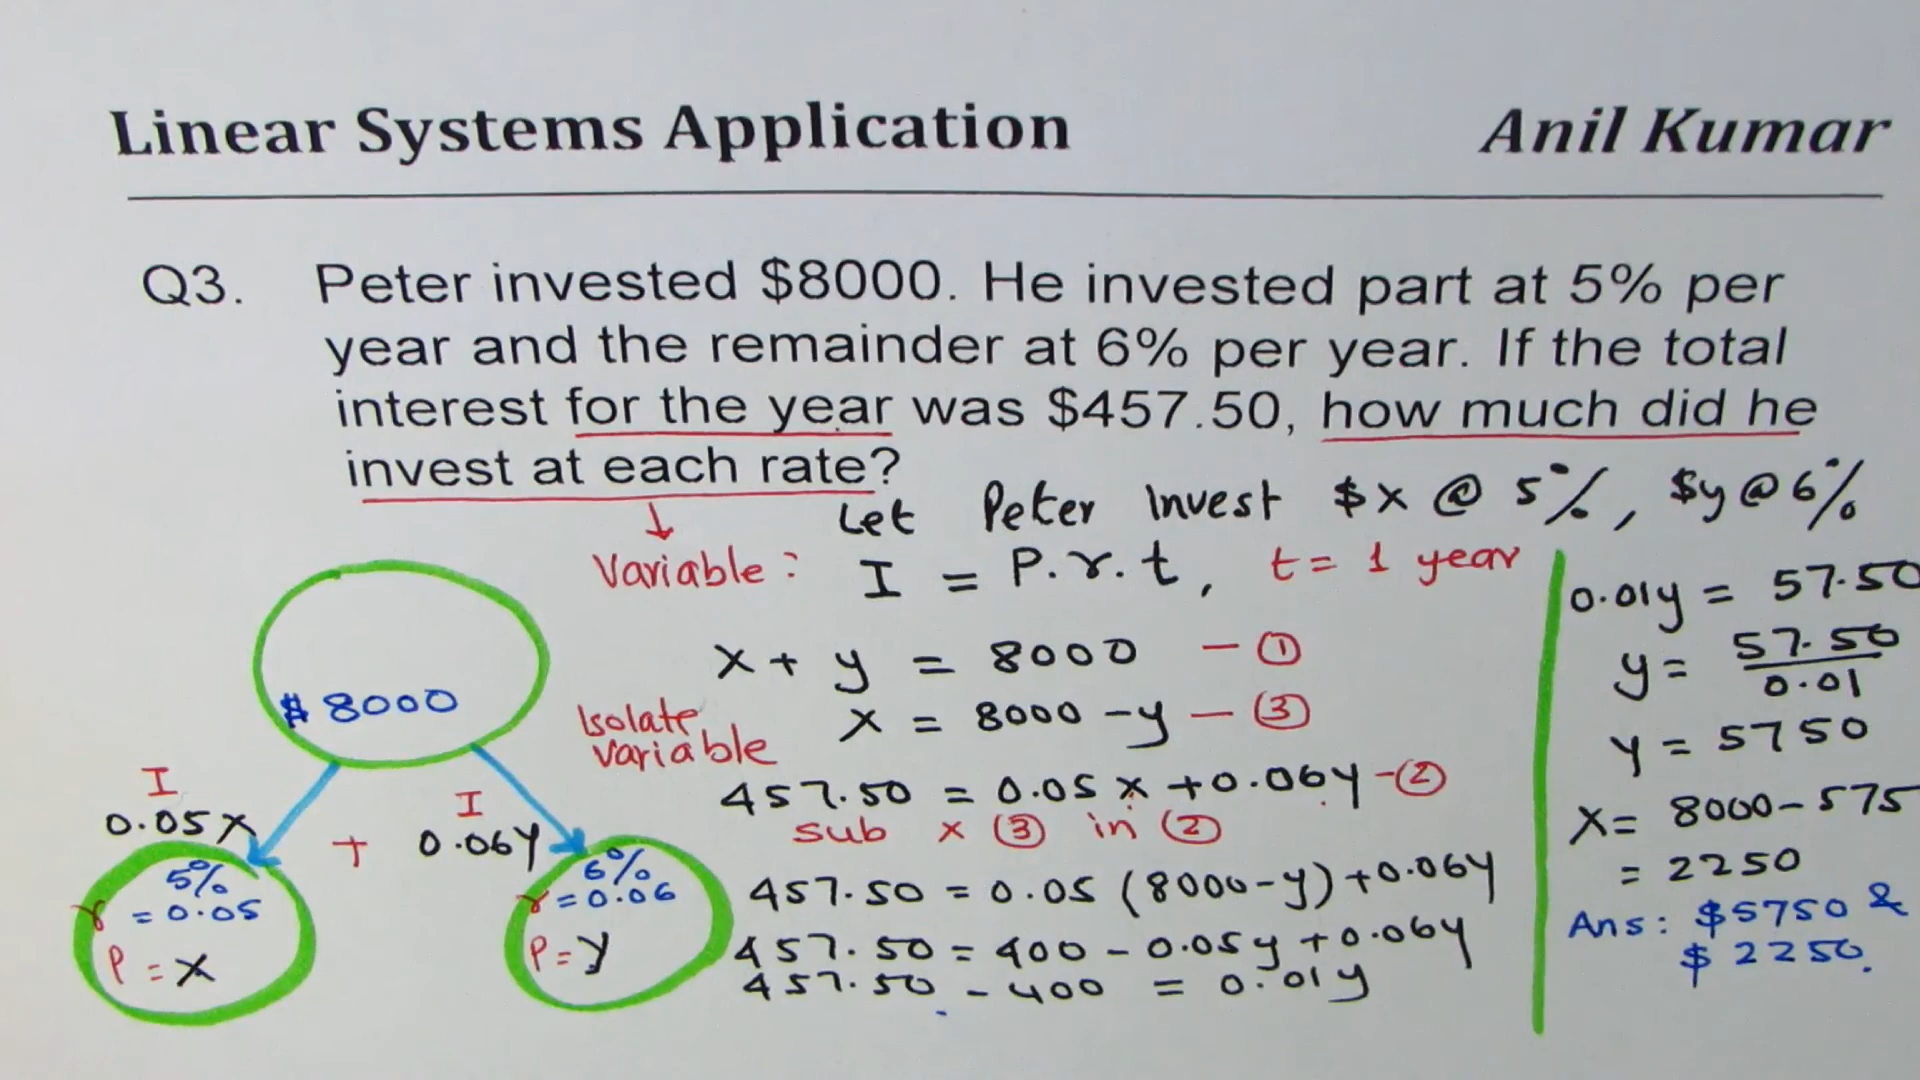 Linear Systems Application
Anil Kumar
Q3. Peter invested $8000. He invested part at 5% per
year and the remainder at 6% per year. If the total
interest for the year was $457.50, how much did he
invest at each rate?
Let Peter Invest $x @ 5%, $y @ 6%
Variable: I = P.r.t, t = 1 year
x + y = 8000 — ①
Isolate
variable
x = 8000 - y — ③
457.50 = 0.05x + 0.06y - ②
sub x ③ in ②
457.50 = 0.05 (8000-y) + 0.06y
457.50 = 400 - 0.05y + 0.06y
457.50 - 400 = 0.01y
$8000
I
0.05x
+
I
0.06y
5%
r = 0.05
P = x
6%
r = 0.06
P = y
0.01y = 57.50
y = 57.50
0.01
y = 5750
x = 8000 - 575
= 2250
Ans: $5750 &
$2250.